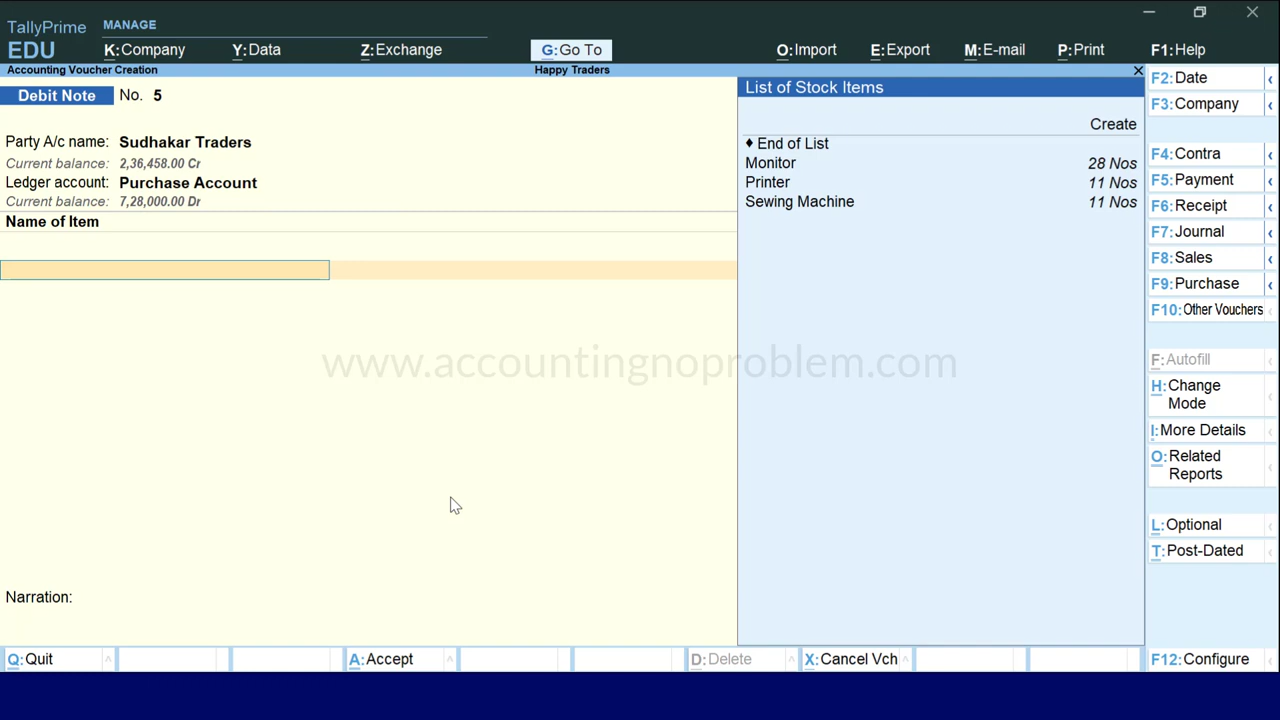 TallyPrime MANAGE
EDU K:Company Y:Data Z:Exchange G:Go To O:Import E:Export M:E-mail P:Print F1:Help
Accounting Voucher Creation Happy Traders
Debit Note No. 5
Party A/c name: Sudhakar Traders
Current balance: 2,36,458.00 Cr
Ledger account: Purchase Account
Current balance: 7,28,000.00 Dr
Name of Item
List of Stock Items
Create
♦ End of List
Monitor 28 Nos
Printer 11 Nos
Sewing Machine 11 Nos
www.accountingnoproblem.com
Narration:
F2:Date
F3:Company
F4:Contra
F5:Payment
F6:Receipt
F7:Journal
F8:Sales
F9:Purchase
F10:Other Vouchers
F:Autofill
H:Change
Mode
I:More Details
O:Related
Reports
L:Optional
T:Post-Dated
Q:Quit A:Accept D:Delete X:Cancel Vch F12:Configure